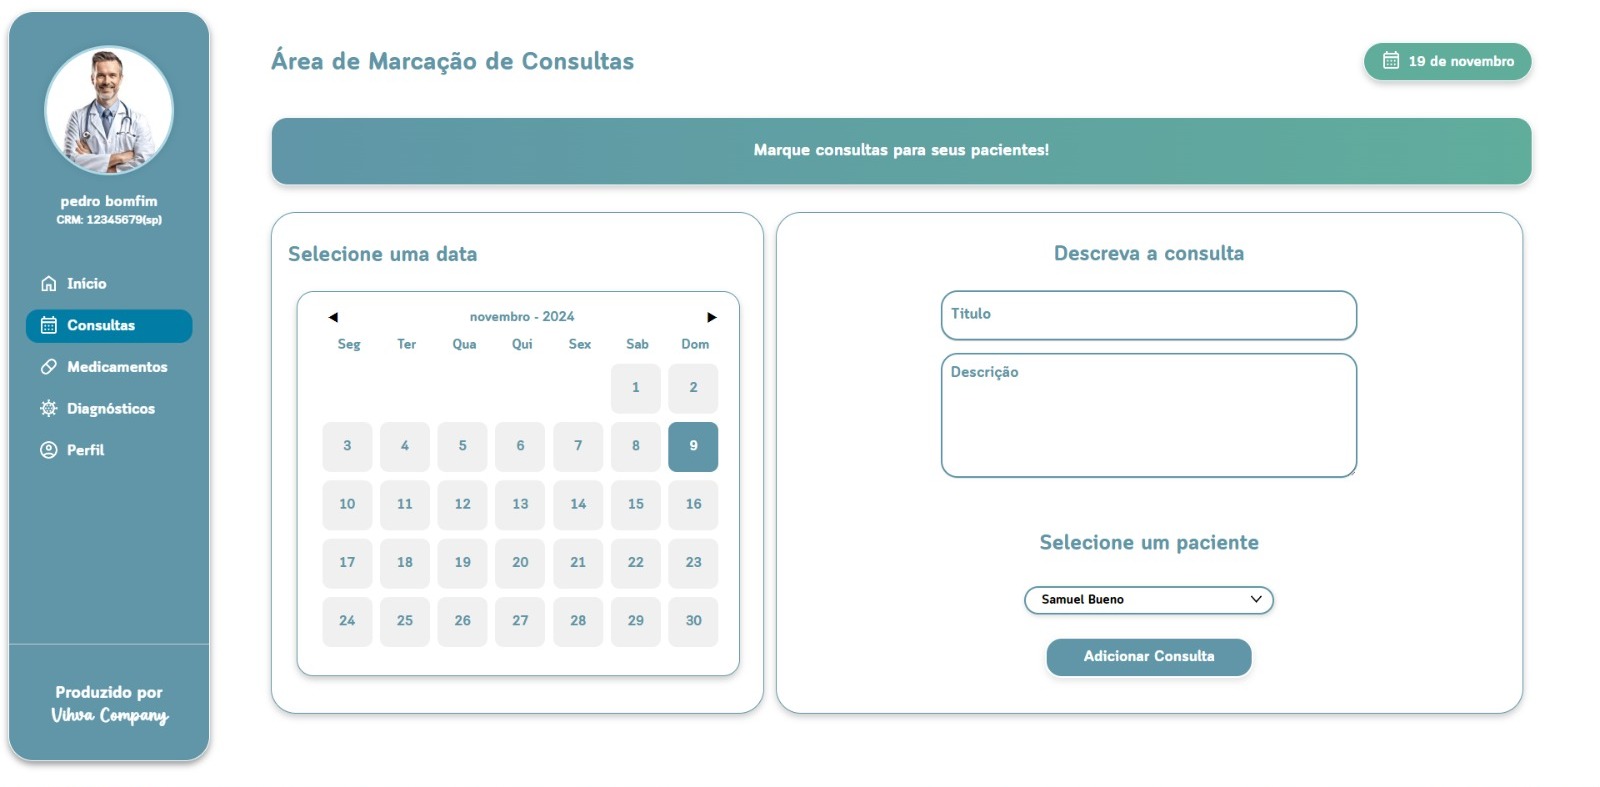 pedro bomfim
CRM: 12345679(sp)
Início
Consultas
Medicamentos
Diagnósticos
Perfil
Produzido por
Vihva Company
Área de Marcação de Consultas
19 de novembro
Marque consultas para seus pacientes!
Selecione uma data
novembro - 2024
Seg Ter Qua Qui Sex Sab Dom
1 2
3 4 5 6 7 8 9
10 11 12 13 14 15 16
17 18 19 20 21 22 23
24 25 26 27 28 29 30
Descreva a consulta
Titulo
Descrição
Selecione um paciente
Samuel Bueno
Adicionar Consulta